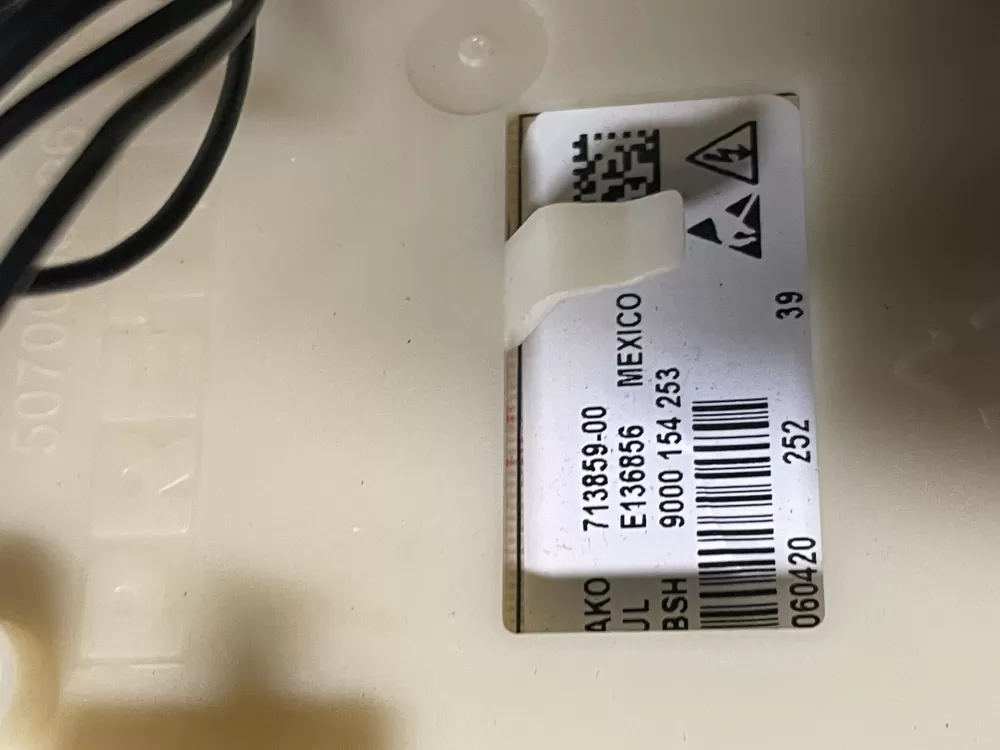 AKO 713859-00
UL E136856 MEXICO
BSH 9000 154 253
060420 252 39